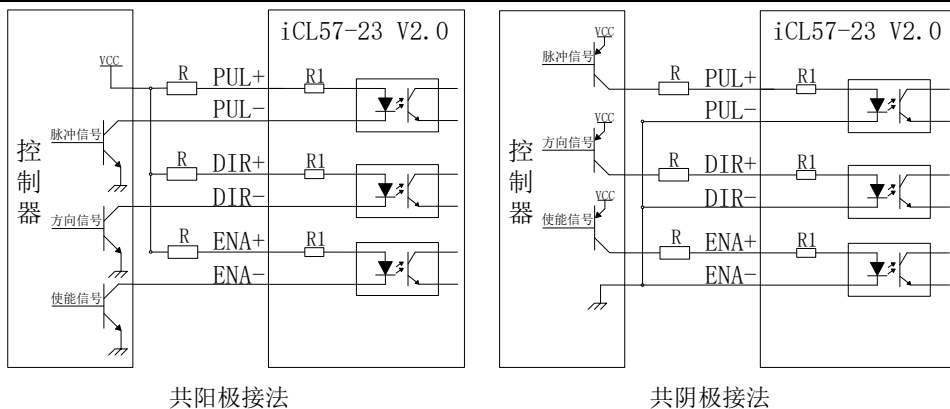 iCL57-23 V2.0
VCC
R
PUL+
R1
PUL-
脉冲信号
控制器
R
DIR+
R1
DIR-
方向信号
R
ENA+
R1
ENA-
使能信号
共阳极接法
iCL57-23 V2.0
VCC
脉冲信号
R
PUL+
R1
PUL-
VCC
方向信号
控制器
R
DIR+
R1
DIR-
VCC
使能信号
R
ENA+
R1
ENA-
共阴极接法